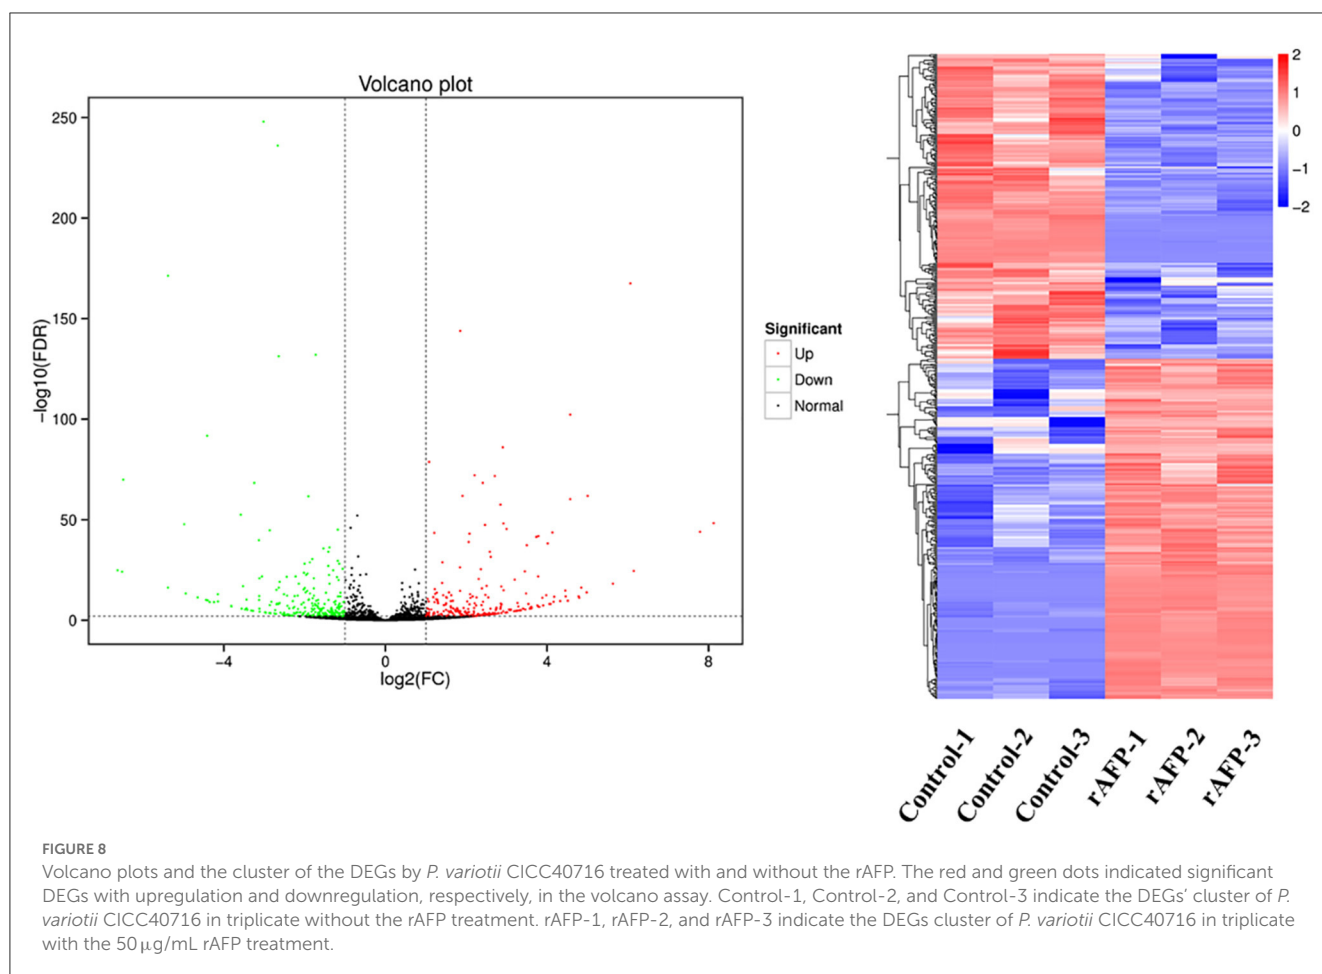 Volcano plot
250
200
150
100
50
0
−log10(FDR)
−4
0
4
8
log2(FC)
Significant
Up
Down
Normal
2
1
0
−1
−2
Control-1
Control-2
Control-3
rAFP-1
rAFP-2
rAFP-3
FIGURE 8
Volcano plots and the cluster of the DEGs by P. variotii CICC40716 treated with and without the rAFP. The red and green dots indicated significant
DEGs with upregulation and downregulation, respectively, in the volcano assay. Control-1, Control-2, and Control-3 indicate the DEGs' cluster of P.
variotii CICC40716 in triplicate without the rAFP treatment. rAFP-1, rAFP-2, and rAFP-3 indicate the DEGs cluster of P. variotii CICC40716 in triplicate
with the 50 µg/mL rAFP treatment.